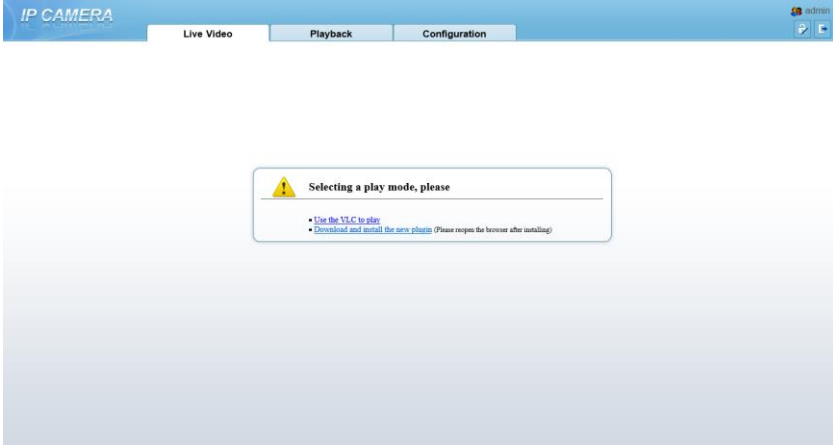 IP CAMERA
admin
Live Video
Playback
Configuration
Selecting a play mode, please
Use the VLC to play
Download and install the new plugin (Please reopen the browser after installing)